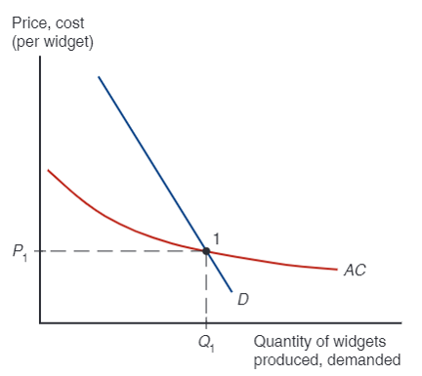 Price, cost
(per widget)
1
P₁
AC
D
Q₁
Quantity of widgets
produced, demanded